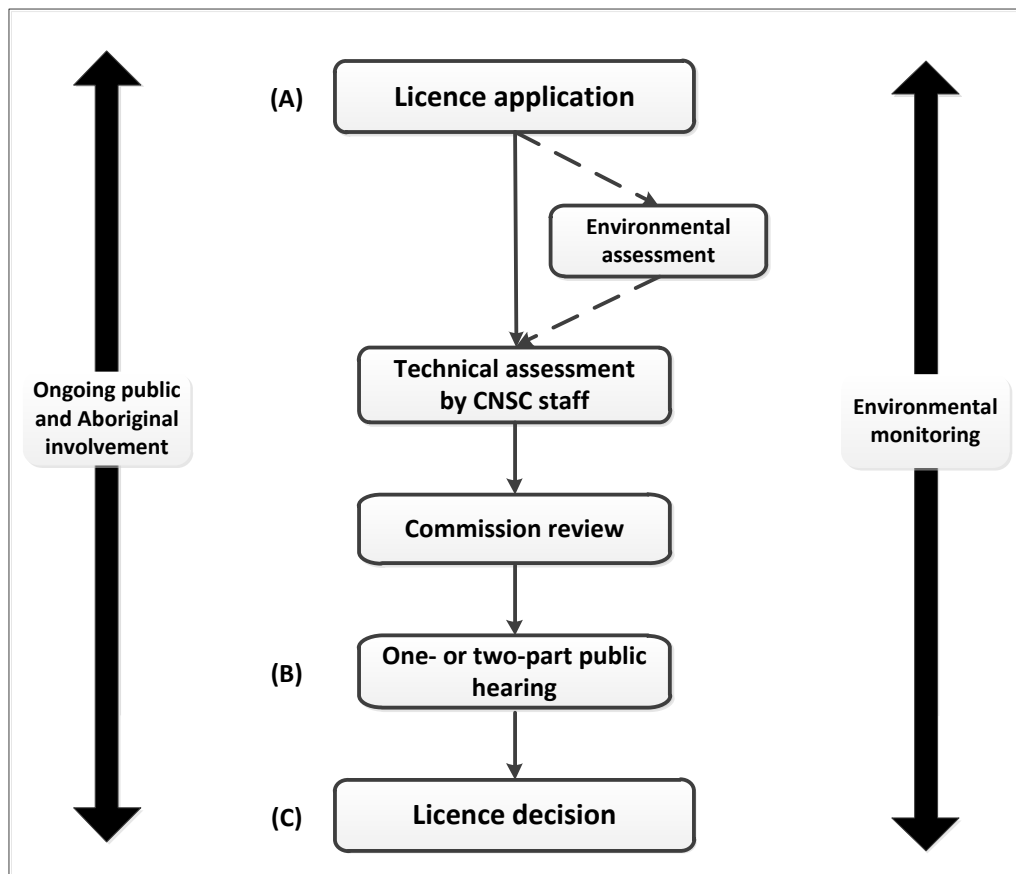 (A)
Licence application
Environmental
assessment
Technical assessment
by CNSC staff
Ongoing public
and Aboriginal
involvement
Environmental
monitoring
Commission review
(B)
One- or two-part public
hearing
(C)
Licence decision